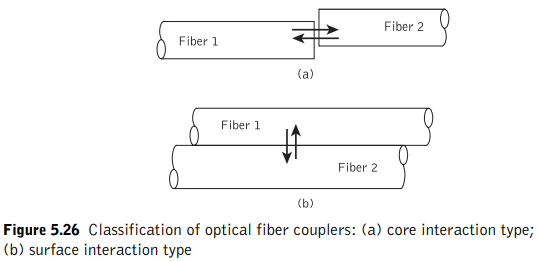 Fiber 1
Fiber 2
(a)
Fiber 1
Fiber 2
(b)
Figure 5.26 Classification of optical fiber couplers: (a) core interaction type;
(b) surface interaction type